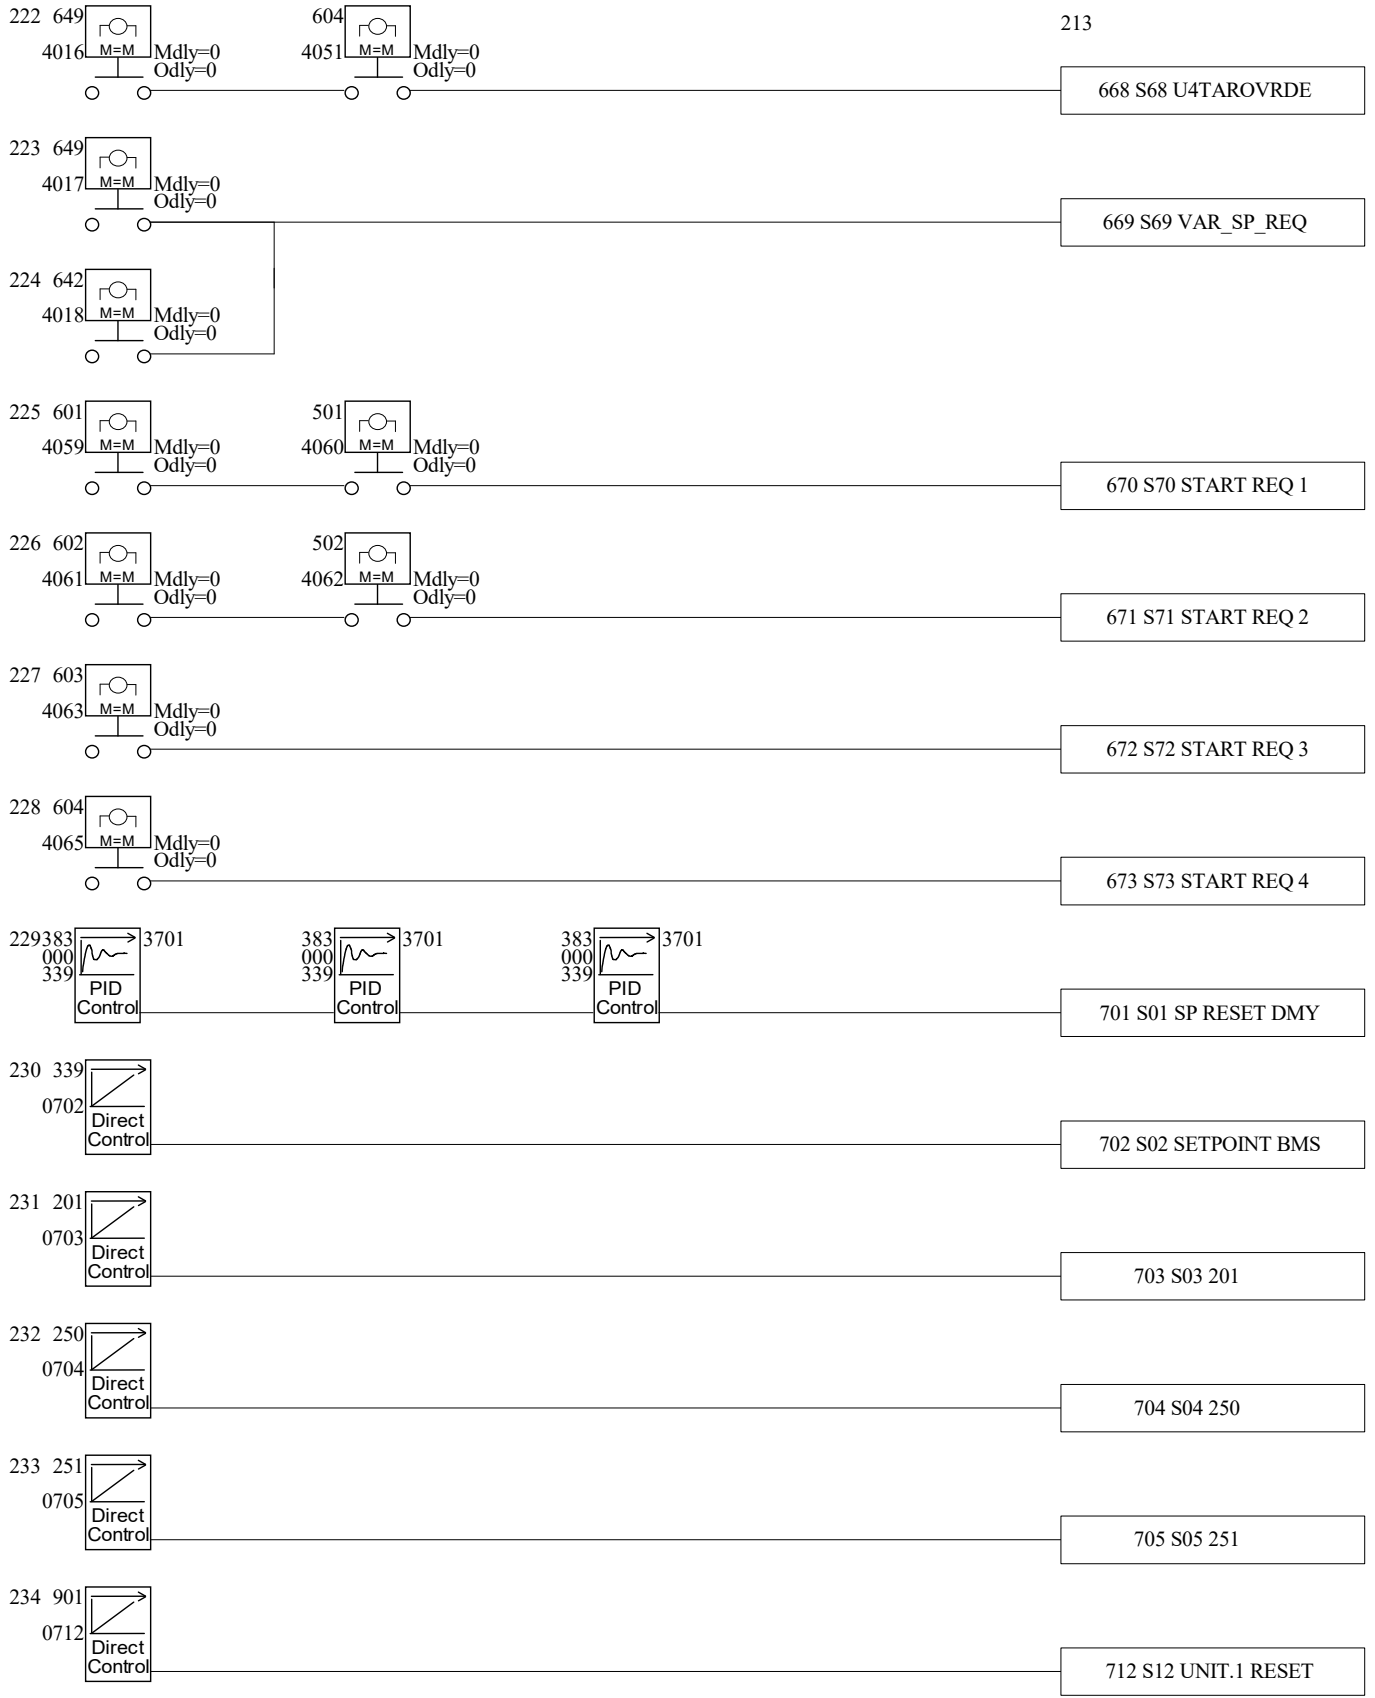 222 649 604 213
M=M M=M
4016 Mdly=0 4051 Mdly=0
Odly=0 Odly=0
668 S68 U4TAROVRDE
223 649
M=M
4017 Mdly=0
Odly=0
669 S69 VAR_SP_REQ
224 642
M=M
4018 Mdly=0
Odly=0
225 601 501
M=M M=M
4059 Mdly=0 4060 Mdly=0
Odly=0 Odly=0
670 S70 START REQ 1
226 602 502
M=M M=M
4061 Mdly=0 4062 Mdly=0
Odly=0 Odly=0
671 S71 START REQ 2
227 603
M=M
4063 Mdly=0
Odly=0
672 S72 START REQ 3
228 604
M=M
4065 Mdly=0
Odly=0
673 S73 START REQ 4
229 383 3701 383 3701 383 3701
000 000 000
339 339 339
PID PID PID
Control Control Control
701 S01 SP RESET DMY
230 339
0702
Direct
Control
702 S02 SETPOINT BMS
231 201
0703
Direct
Control
703 S03 201
232 250
0704
Direct
Control
704 S04 250
233 251
0705
Direct
Control
705 S05 251
234 901
0712
Direct
Control
712 S12 UNIT.1 RESET